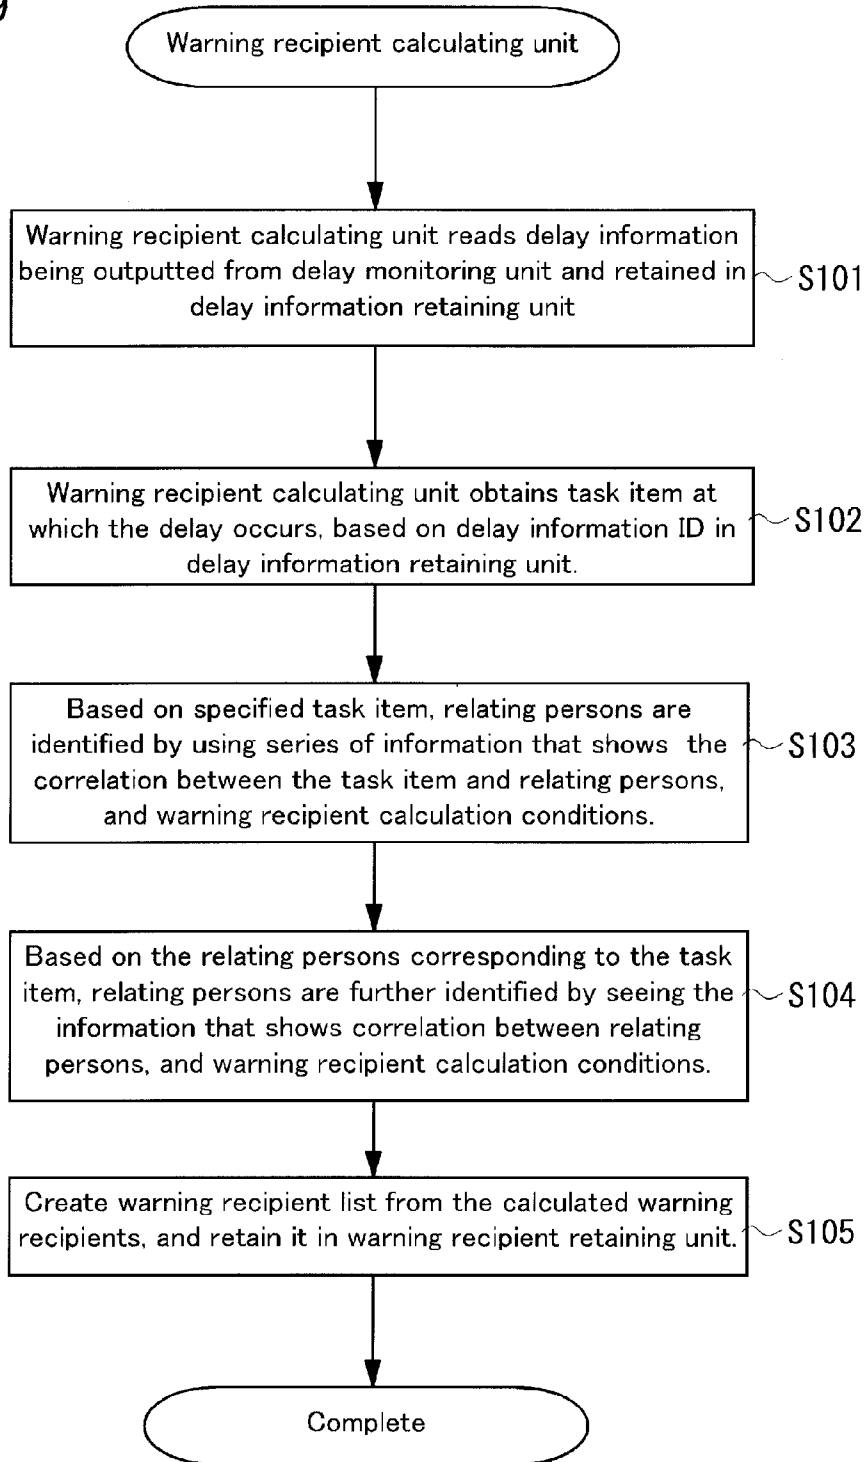 Warning recipient calculating unit
Warning recipient calculating unit reads delay information
being outputted from delay monitoring unit and retained in
delay information retaining unit
S101
Warning recipient calculating unit obtains task item at
which the delay occurs, based on delay information ID in
delay information retaining unit.
S102
Based on specified task item, relating persons are
identified by using series of information that shows the
correlation between the task item and relating persons,
and warning recipient calculation conditions.
S103
Based on the relating persons corresponding to the task
item, relating persons are further identified by seeing the
information that shows correlation between relating
persons, and warning recipient calculation conditions.
S104
Create warning recipient list from the calculated warning
recipients, and retain it in warning recipient retaining unit.
S105
Complete